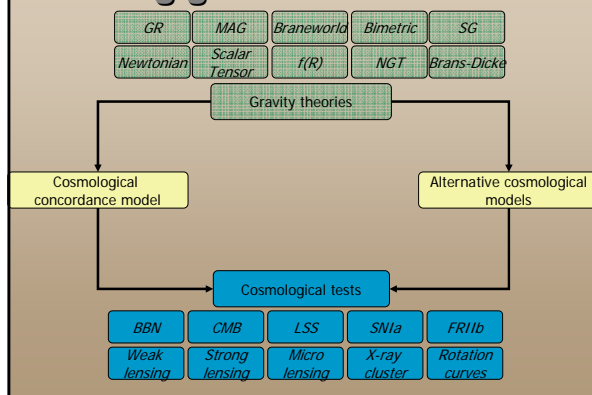 GR MAG Braneworld Bimetric SG
Newtonian Scalar Tensor f(R) NGT Brans-Dicke
Gravity theories
Cosmological
concordance model
Alternative cosmological
models
Cosmological tests
BBN CMB LSS SNIa FRIIb
Weak lensing Strong lensing Micro lensing X-ray cluster Rotation curves